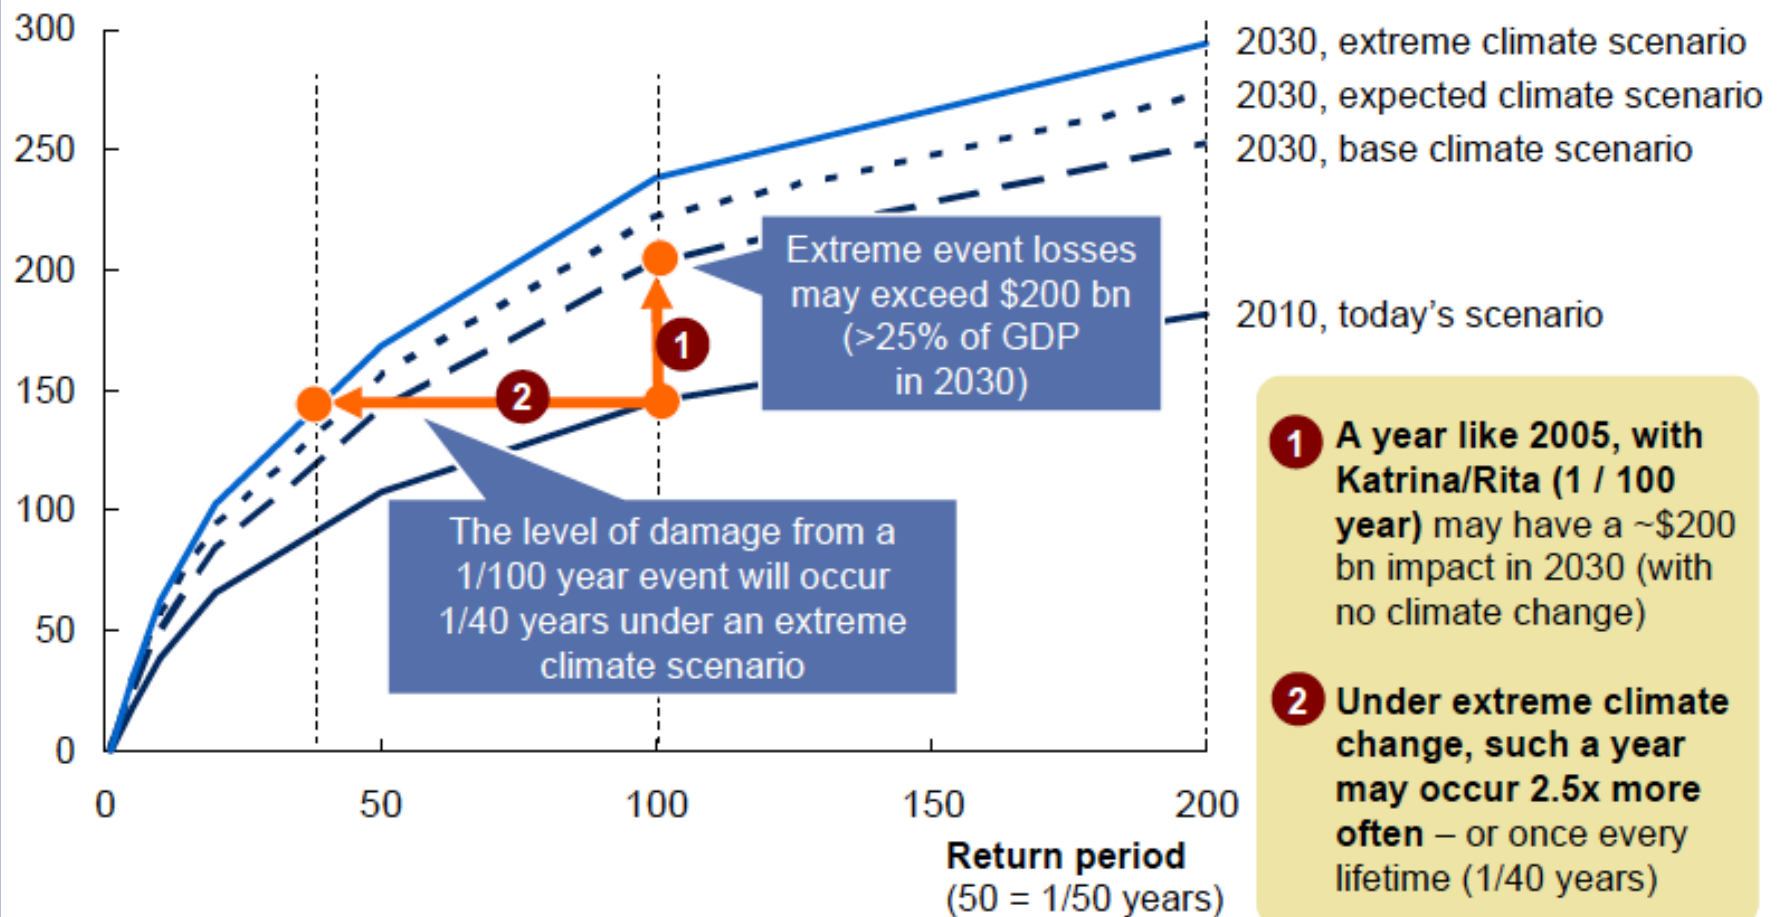 300
250
200
150
100
50
0
0
50
100
150
200
Return period
(50 = 1/50 years)
2030, extreme climate scenario
2030, expected climate scenario
2030, base climate scenario
2010, today's scenario
Extreme event losses
may exceed $200 bn
(>25% of GDP
in 2030)
1
2
The level of damage from a
1/100 year event will occur
1/40 years under an extreme
climate scenario
1 A year like 2005, with
Katrina/Rita (1 / 100
year) may have a ~$200
bn impact in 2030 (with
no climate change)
2 Under extreme climate
change, such a year
may occur 2.5x more
often – or once every
lifetime (1/40 years)